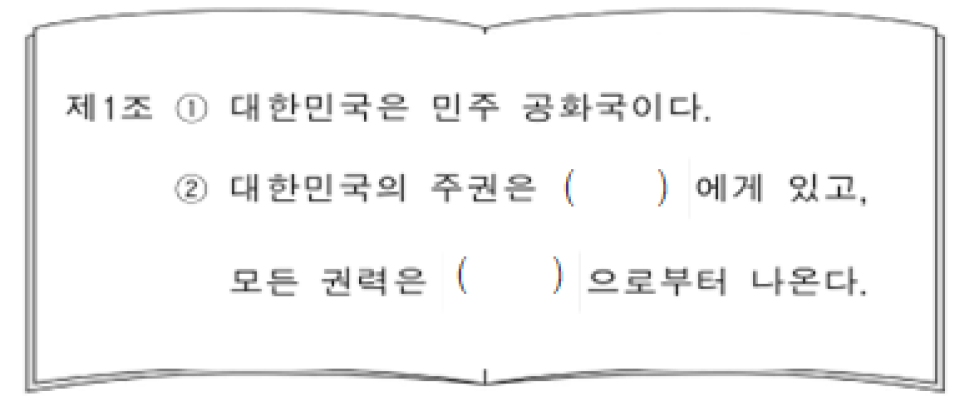 제1조 ① 대한민국은 민주 공화국이다.
② 대한민국의 주권은 (    ) 에게 있고,
모든 권력은 (    ) 으로부터 나온다.